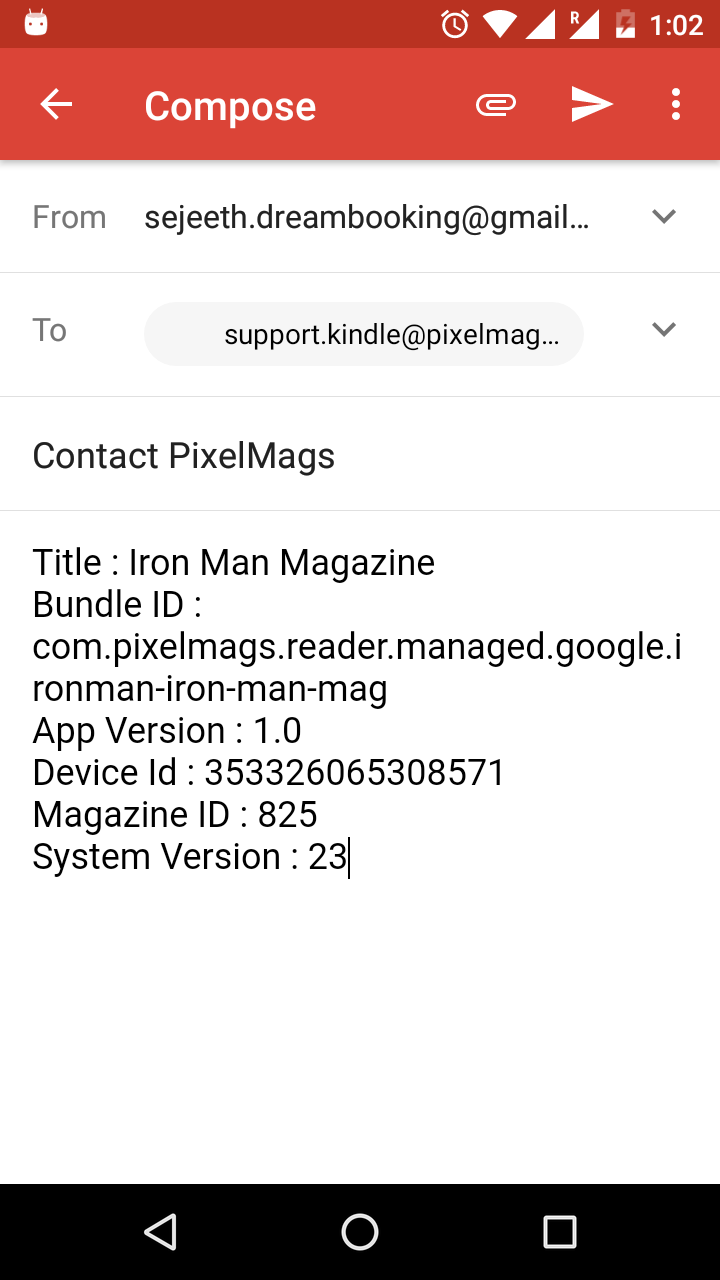 R 1:02
Compose
From sejeeth.dreambooking@gmail...
To support.kindle@pixelmag...
Contact PixelMags
Title : Iron Man Magazine
Bundle ID :
com.pixelmags.reader.managed.google.i
ronman-iron-man-mag
App Version : 1.0
Device Id : 353326065308571
Magazine ID : 825
System Version : 23